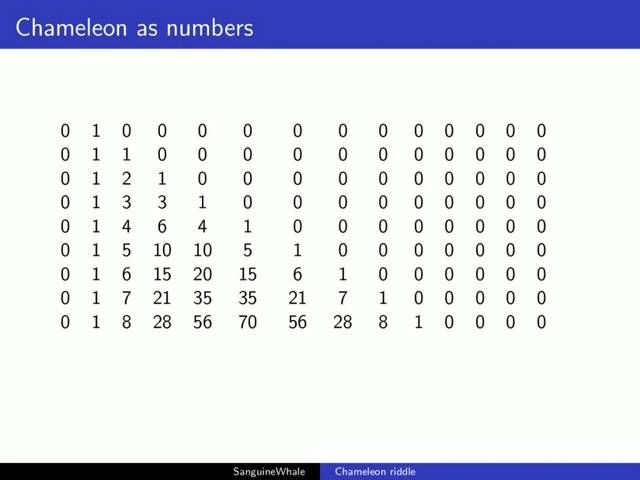 Chameleon as numbers
0 1 0 0 0 0 0 0 0 0 0 0 0 0
0 1 1 0 0 0 0 0 0 0 0 0 0 0
0 1 2 1 0 0 0 0 0 0 0 0 0 0
0 1 3 3 1 0 0 0 0 0 0 0 0 0
0 1 4 6 4 1 0 0 0 0 0 0 0 0
0 1 5 10 10 5 1 0 0 0 0 0 0 0
0 1 6 15 20 15 6 1 0 0 0 0 0 0
0 1 7 21 35 35 21 7 1 0 0 0 0 0
0 1 8 28 56 70 56 28 8 1 0 0 0 0
SanguineWhale Chameleon riddle